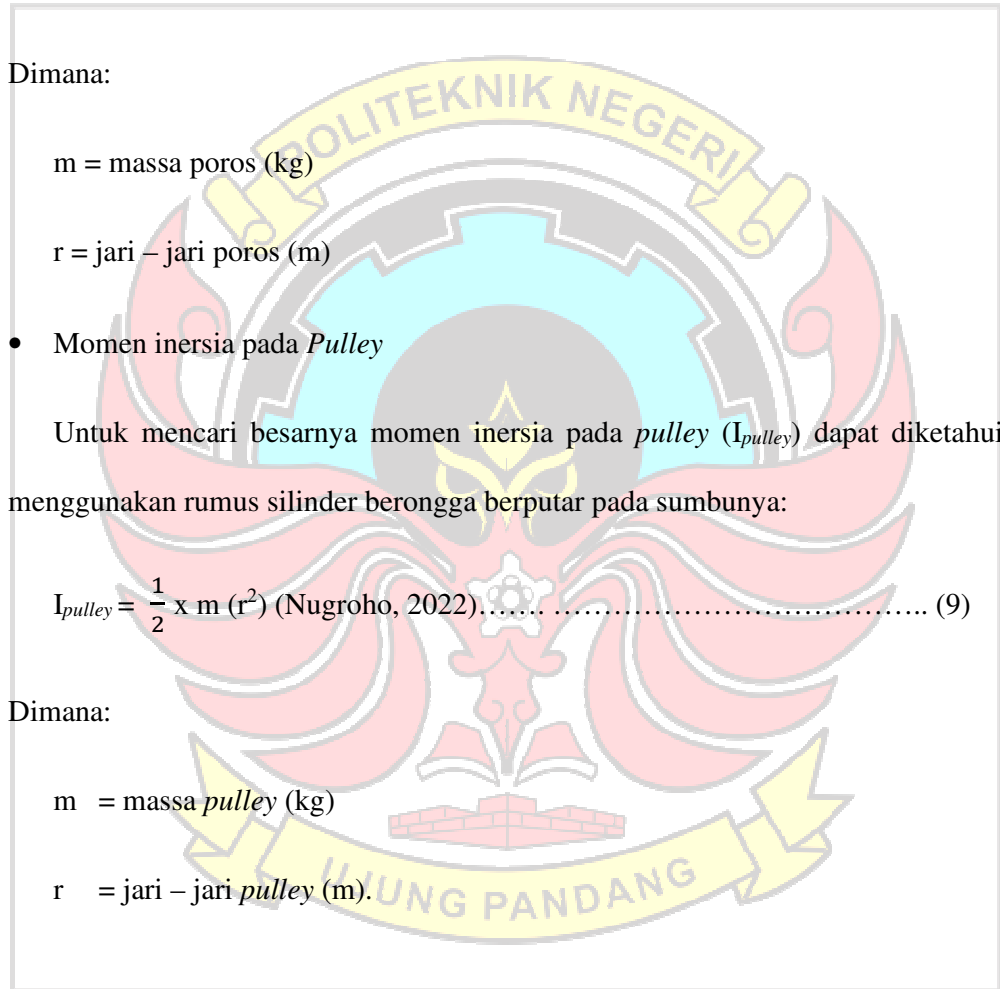 Dimana:
POLITEKNIK NEGERI
m = massa poros (kg)
r = jari – jari poros (m)
• Momen inersia pada Pulley
Untuk mencari besarnya momen inersia pada pulley (Ipulley) dapat diketahui
menggunakan rumus silinder berongga berputar pada sumbunya:
Ipulley = 1/2 x m (r²) (Nugroho, 2022)……. ………………………………….. (9)
Dimana:
m = massa pulley (kg)
r = jari – jari pulley (m).
UJUNG PANDANG